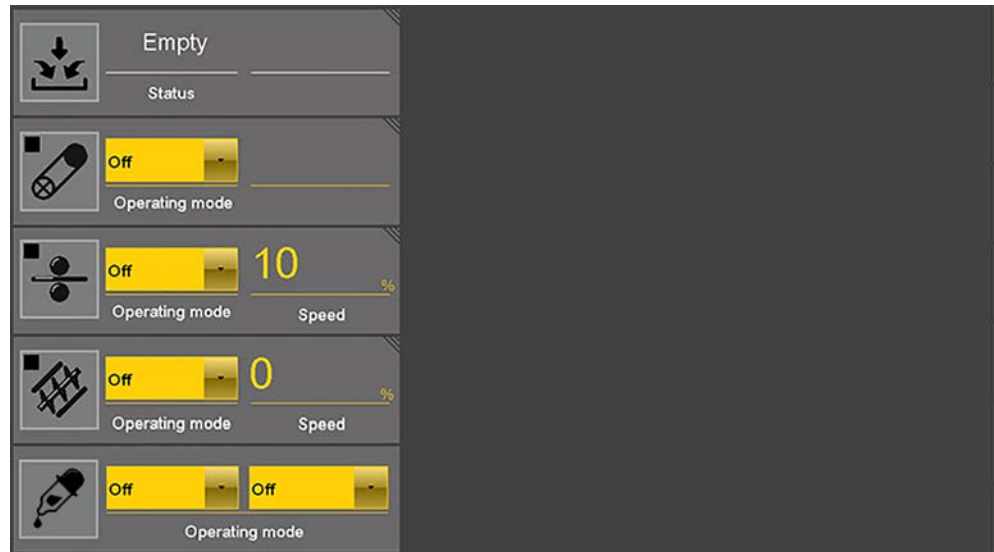 Empty
Status
Off
Operating mode
Off 10 %
Operating mode Speed
Off 0 %
Operating mode Speed
Off Off
Operating mode